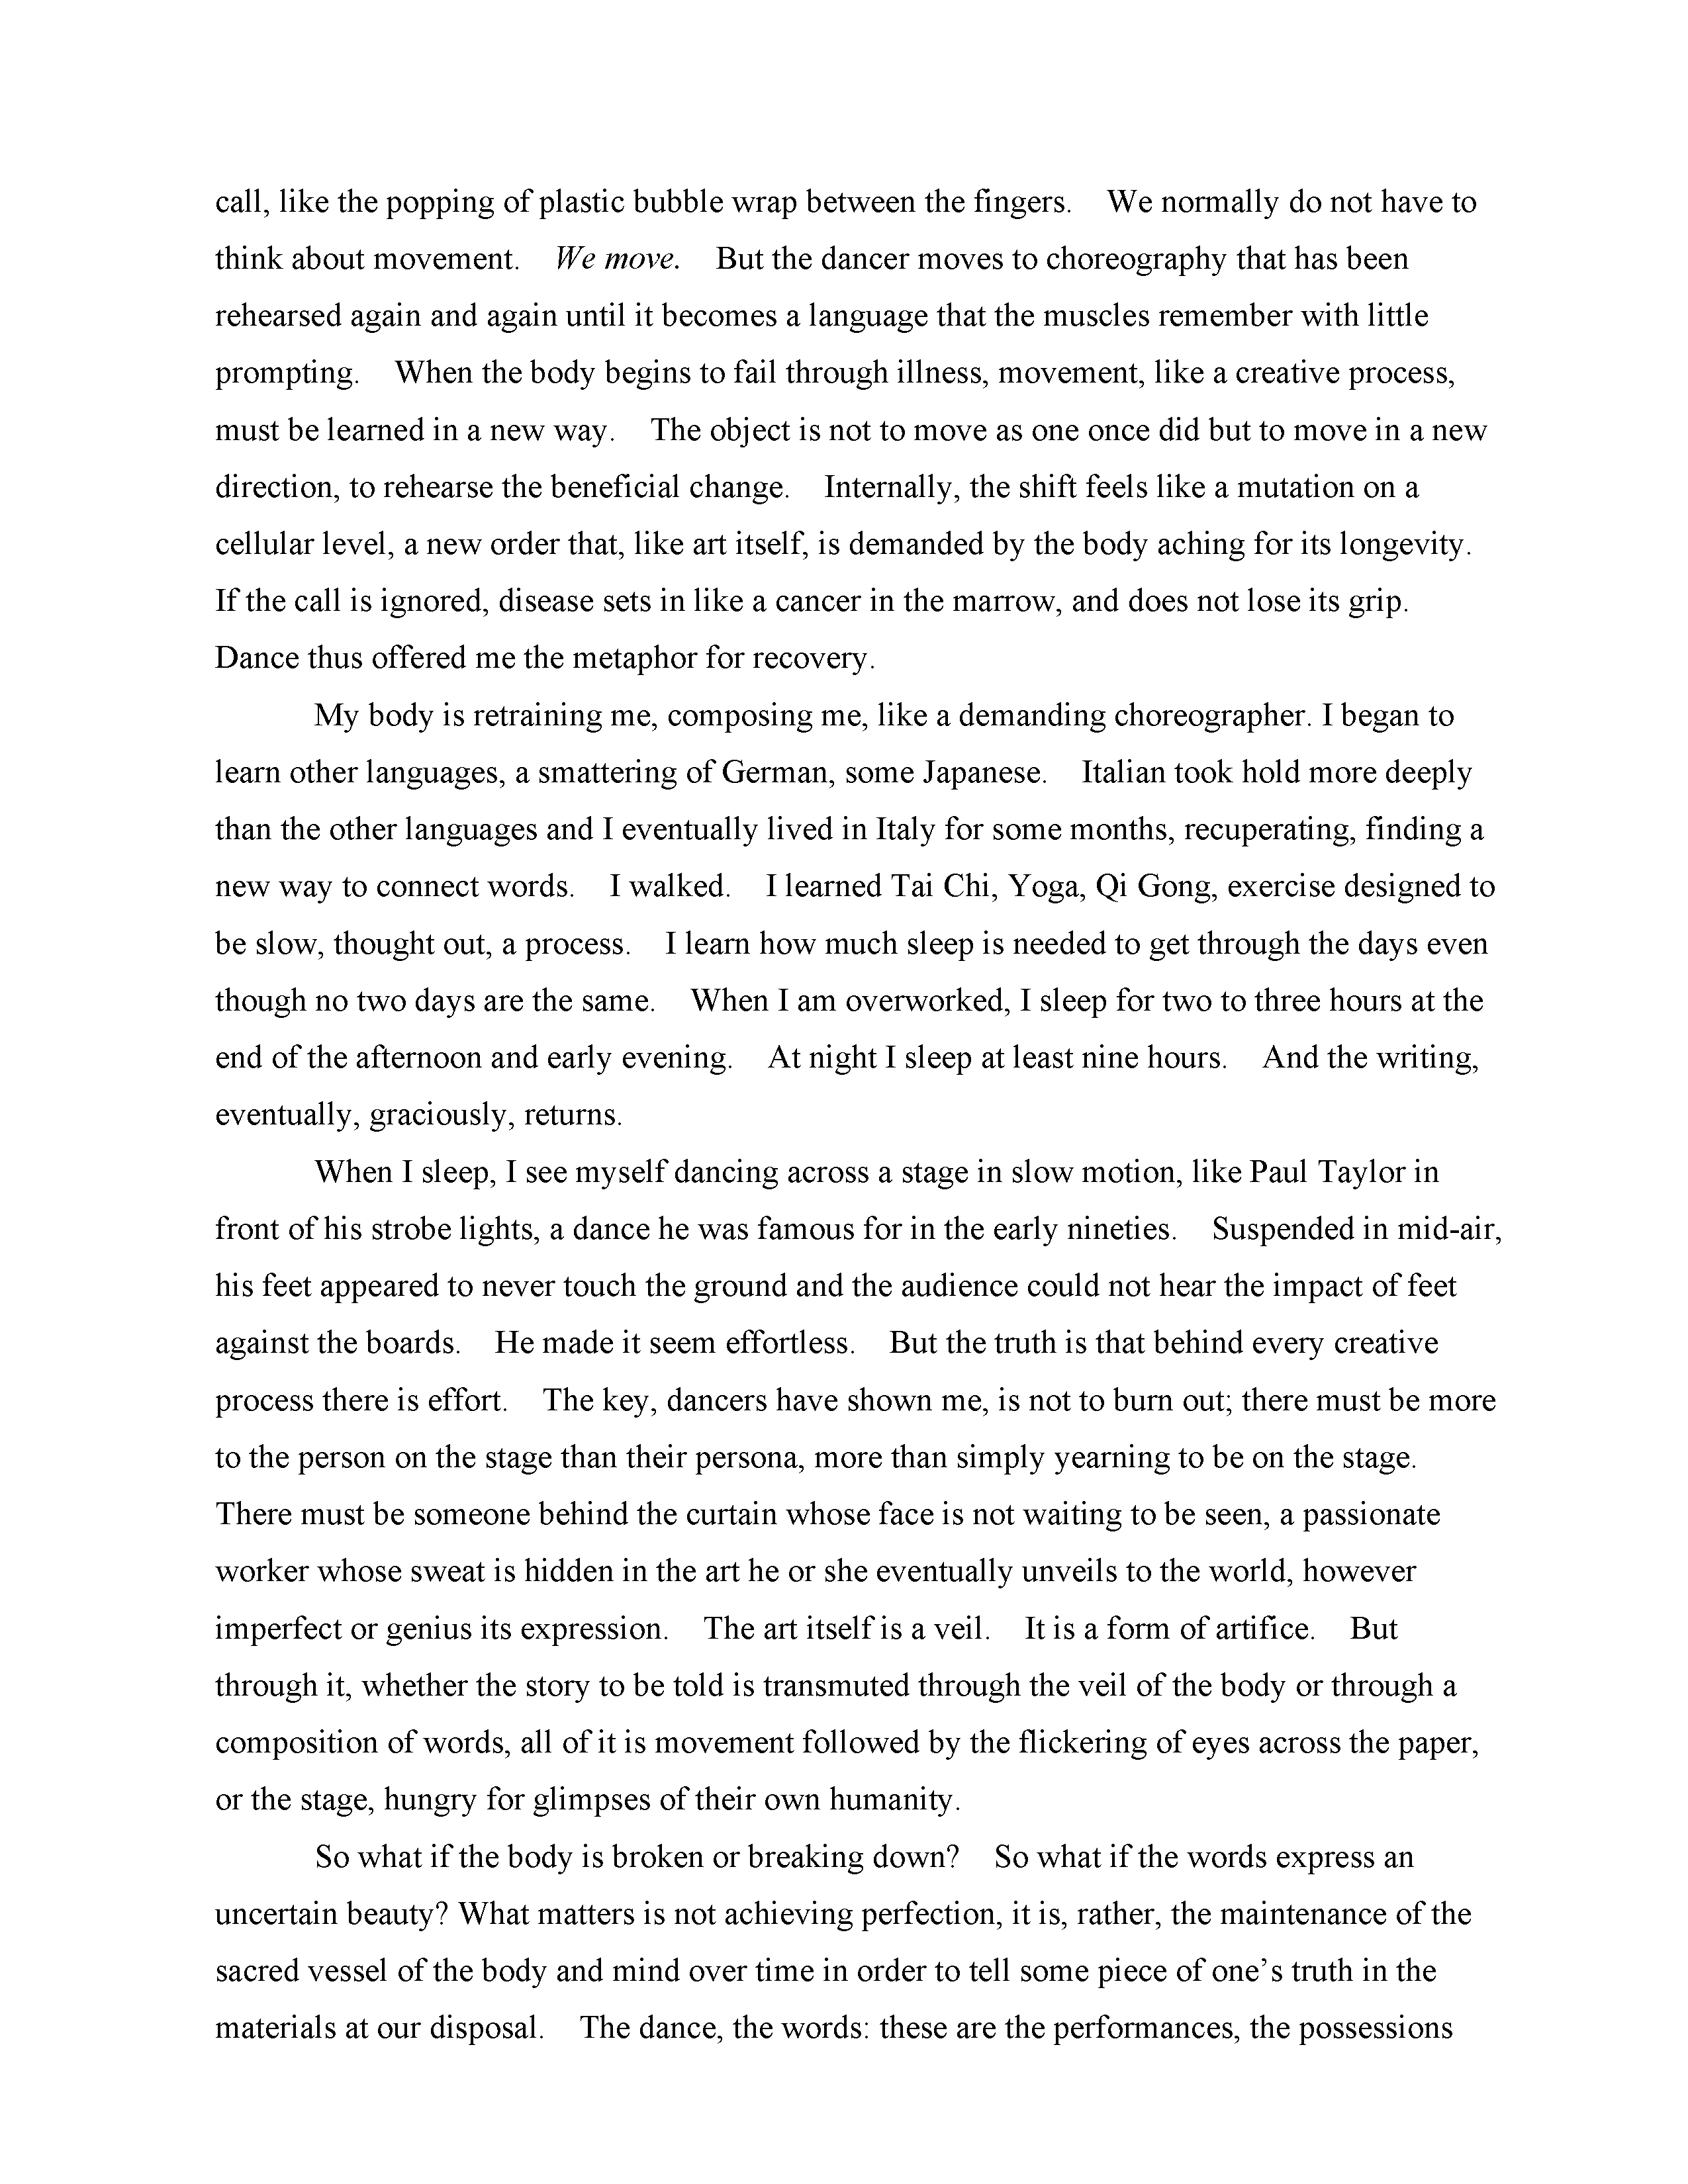 call, like the popping of plastic bubble wrap between the fingers. We normally do not have to
think about movement. We move. But the dancer moves to choreography that has been
rehearsed again and again until it becomes a language that the muscles remember with little
prompting. When the body begins to fail through illness, movement, like a creative process,
must be learned in a new way. The object is not to move as one once did but to move in a new
direction, to rehearse the beneficial change. Internally, the shift feels like a mutation on a
cellular level, a new order that, like art itself, is demanded by the body aching for its longevity.
If the call is ignored, disease sets in like a cancer in the marrow, and does not lose its grip.
Dance thus offered me the metaphor for recovery.
My body is retraining me, composing me, like a demanding choreographer. I began to
learn other languages, a smattering of German, some Japanese. Italian took hold more deeply
than the other languages and I eventually lived in Italy for some months, recuperating, finding a
new way to connect words. I walked. I learned Tai Chi, Yoga, Qi Gong, exercise designed to
be slow, thought out, a process. I learn how much sleep is needed to get through the days even
though no two days are the same. When I am overworked, I sleep for two to three hours at the
end of the afternoon and early evening. At night I sleep at least nine hours. And the writing,
eventually, graciously, returns.
When I sleep, I see myself dancing across a stage in slow motion, like Paul Taylor in
front of his strobe lights, a dance he was famous for in the early nineties. Suspended in mid-air,
his feet appeared to never touch the ground and the audience could not hear the impact of feet
against the boards. He made it seem effortless. But the truth is that behind every creative
process there is effort. The key, dancers have shown me, is not to burn out; there must be more
to the person on the stage than their persona, more than simply yearning to be on the stage.
There must be someone behind the curtain whose face is not waiting to be seen, a passionate
worker whose sweat is hidden in the art he or she eventually unveils to the world, however
imperfect or genius its expression. The art itself is a veil. It is a form of artifice. But
through it, whether the story to be told is transmuted through the veil of the body or through a
composition of words, all of it is movement followed by the flickering of eyes across the paper,
or the stage, hungry for glimpses of their own humanity.
So what if the body is broken or breaking down? So what if the words express an
uncertain beauty? What matters is not achieving perfection, it is, rather, the maintenance of the
sacred vessel of the body and mind over time in order to tell some piece of one’s truth in the
materials at our disposal. The dance, the words: these are the performances, the possessions